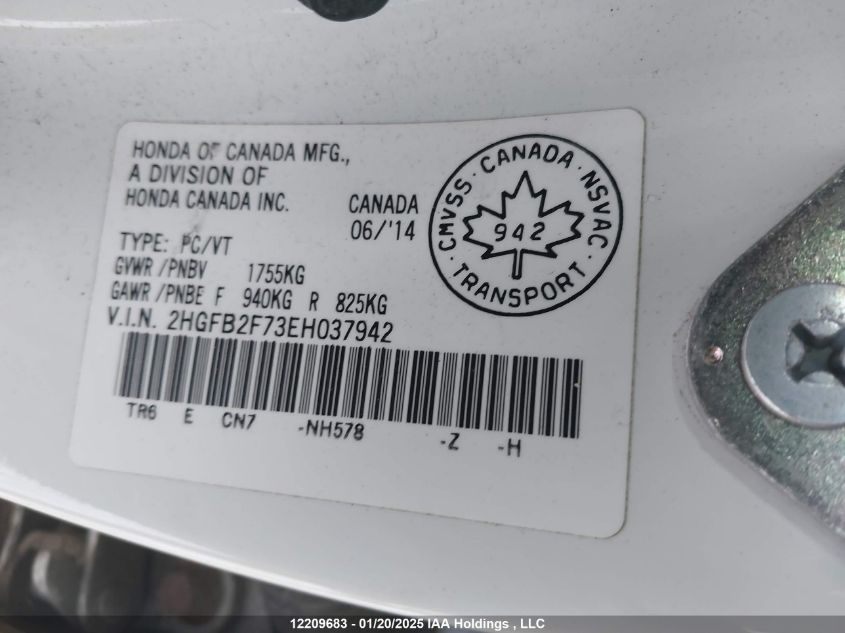 HONDA OF CANADA MFG.,
A DIVISION OF
HONDA CANADA INC.
CANADA
06/'14
TYPE: PC/VT
GVWR/PNBV 1755KG
GAWR/PNBE F 940KG R 825KG
V.I.N. 2HGFB2F73EH037942
TR6 E CN7 -NH578 -Z -H
CMVSS · CANADA · NSVAC
942
· TRANSPORT ·
12209683 - 01/20/2025 IAA Holdings , LLC